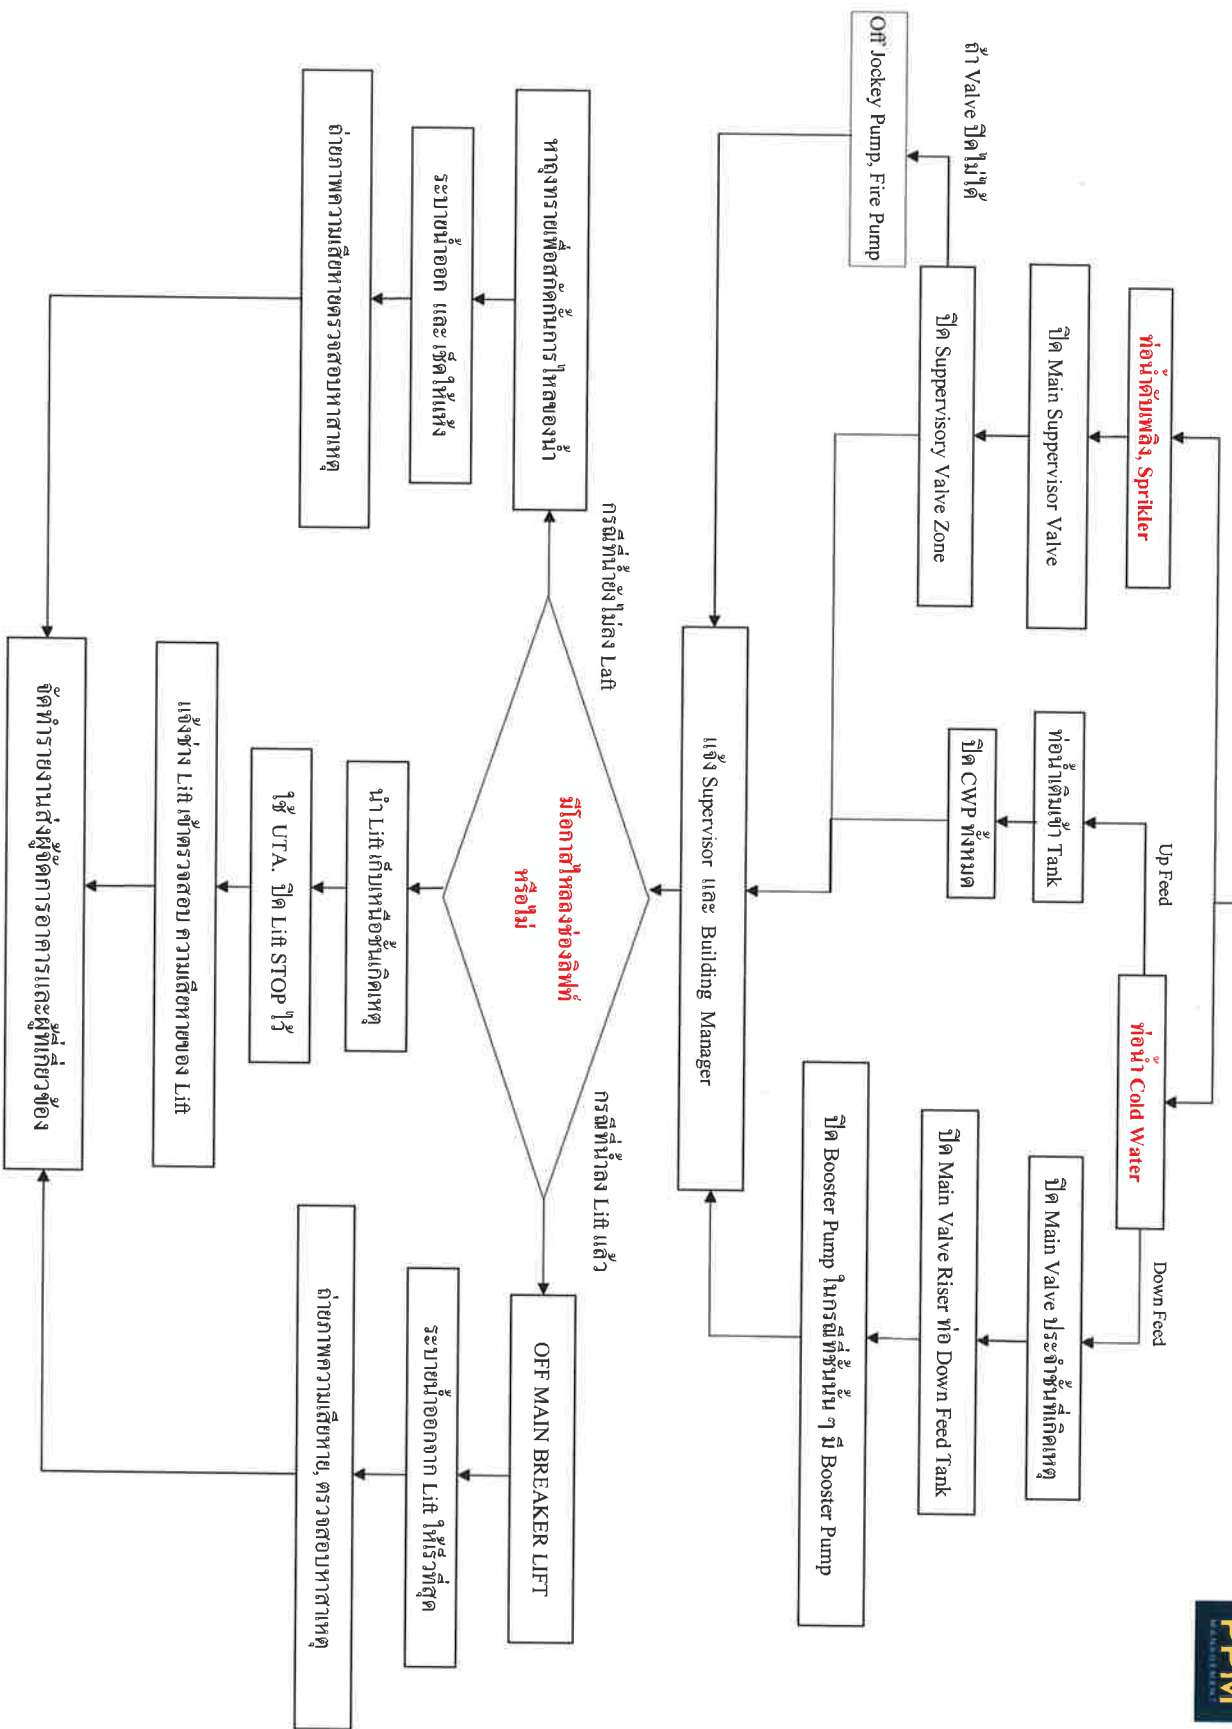 PPM
MANAGEMENT
ท่อน้ำดับเพลิง, Sprikler
ท่อน้ำ Cold Water
Up Feed
Down Feed
ปิด Main Suppervisor Valve
ท่อน้ำเติมเข้า Tank
ปิด Main Valve ประจำชั้นที่เกิดเหตุ
ถ้า Valve ปิดไม่ได้
ปิด Suppervisory Valve Zone
ปิด CWP ทั้งหมด
ปิด Main Valve Riser ท่อ Down Feed Tank
Off Jockey Pump, Fire Pump
ปิด Booster Pump ในกรณีที่ชั้นนั้น ๆ มี Booster Pump
แจ้ง Supervisor และ Building Manager
กรณีที่น้ำยังไม่ลง Laft
กรณีที่น้ำลง Lift แล้ว
มีโอกาสไหลลงช่องลิฟท์
หรือไม่
หาถุงทรายเพื่อสกัดกั้นการไหลของน้ำ
OFF MAIN BREAKER LIFT
ระบายน้ำออก และ เช็ดให้แห้ง
นำ Lift เก็บเหนือชั้นเกิดเหตุ
ระบายน้ำออกจาก Lift ให้เร็วที่สุด
ถ่ายภาพความเสียหายตรวจสอบหาสาเหตุ
ใช้ UTA. ปิด Lift STOP ไว้
ถ่ายภาพความเสียหาย, ตรวจสอบหาสาเหตุ
แจ้งช่าง Lift เข้าตรวจสอบ ความเสียหายของ Lift
จัดทำรายงานส่งผู้จัดการอาคารและผู้ที่เกี่ยวข้อง